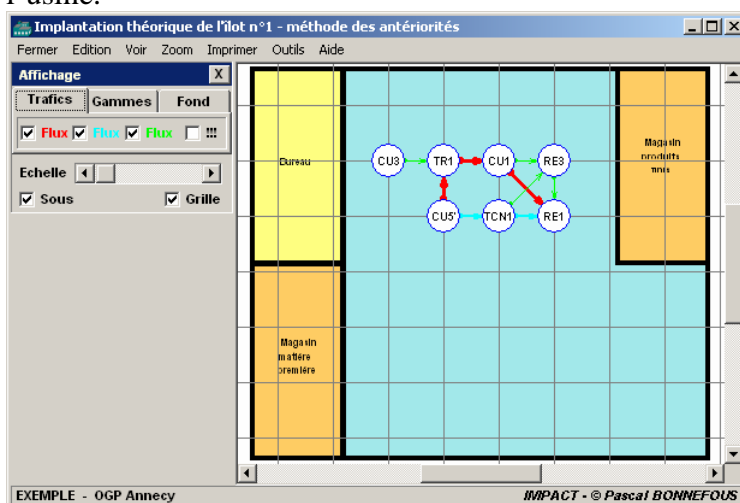 l'usine.
Implantation théorique de l'îlot n°1 - méthode des antériorités
Fermer Edition Voir Zoom Imprimer Outils Aide
Affichage X
Trafics Gammes Fond
Flux Flux Flux !!!
Echelle
Sous Grille
Bureau
Magasin
produits
finis
CU3 TR1 CU1 RE3
CU5' TCN1 RE1
Magasin
matière
première
EXEMPLE - OGP Annecy
IMPACT - © Pascal BONNEFOUS